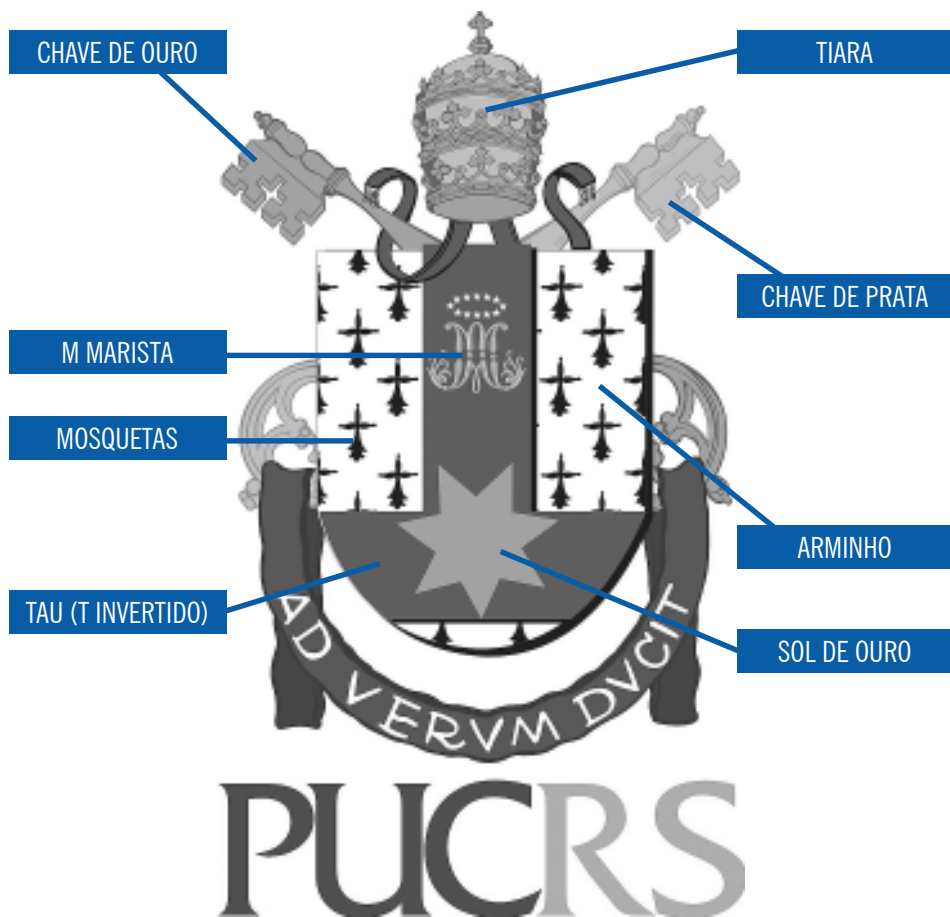 CHAVE DE OURO
TIARA
CHAVE DE PRATA
M MARISTA
MOSQUETAS
ARMINHO
TAU (T INVERTIDO)
SOL DE OURO
AD VERVM DVCIT
PUCRS